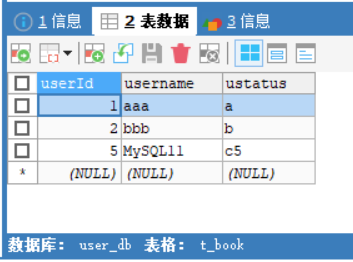 1 信息 2 表数据 3 信息
userId username ustatus
1 aaa a
2 bbb b
5 MySQL11 c5
* (NULL) (NULL) (NULL)
数据库： user_db 表格： t_book